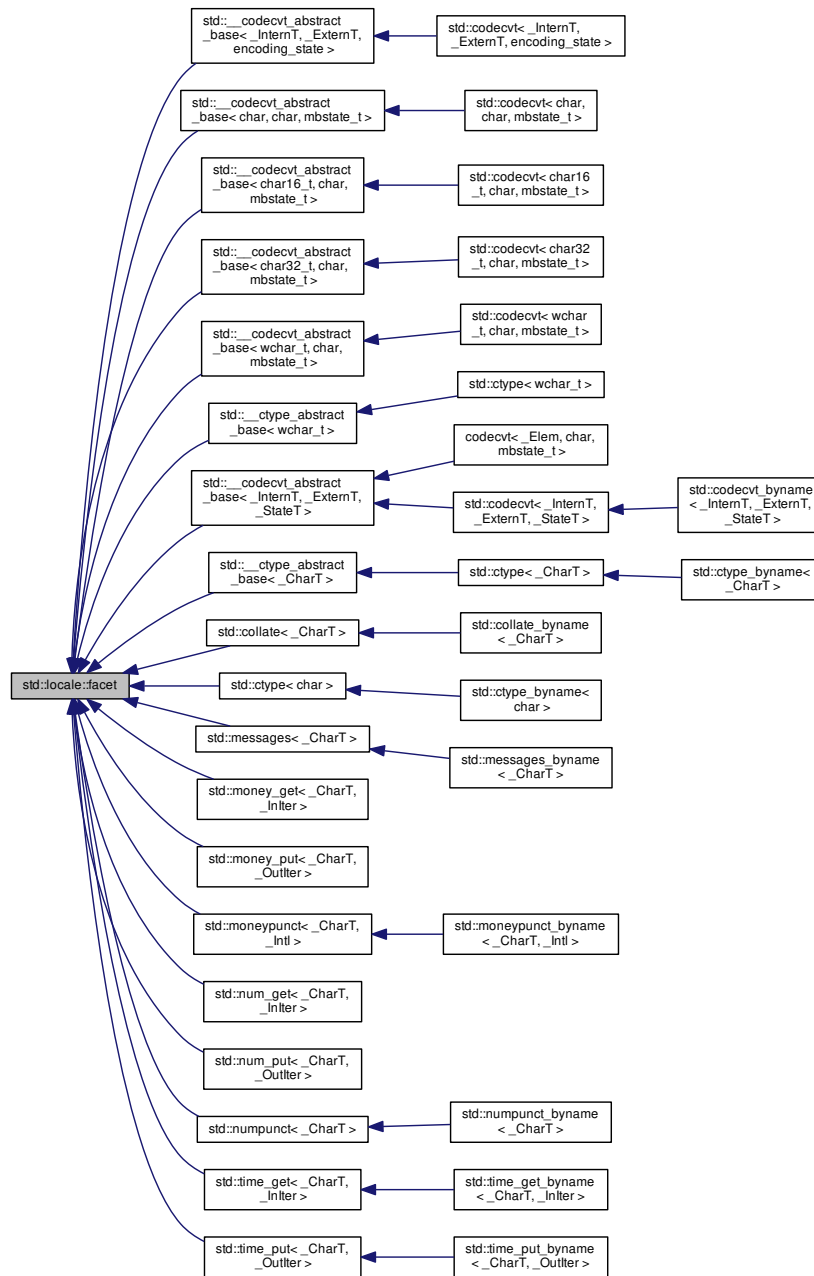 std::__codecvt_abstract
_base< _InternT, _ExternT,
encoding_state >
std::codecvt< _InternT,
_ExternT, encoding_state >
std::__codecvt_abstract
_base< char, char, mbstate_t >
std::codecvt< char,
char, mbstate_t >
std::__codecvt_abstract
_base< char16_t, char,
mbstate_t >
std::codecvt< char16
_t, char, mbstate_t >
std::__codecvt_abstract
_base< char32_t, char,
mbstate_t >
std::codecvt< char32
_t, char, mbstate_t >
std::__codecvt_abstract
_base< wchar_t, char,
mbstate_t >
std::codecvt< wchar
_t, char, mbstate_t >
std::__ctype_abstract
_base< wchar_t >
std::ctype< wchar_t >
std::__codecvt_abstract
_base< _InternT, _ExternT,
_StateT >
codecvt< _Elem, char,
mbstate_t >
std::codecvt< _InternT,
_ExternT, _StateT >
std::codecvt_byname
< _InternT, _ExternT,
_StateT >
std::__ctype_abstract
_base< _CharT >
std::ctype< _CharT >
std::ctype_byname<
_CharT >
std::collate< _CharT >
std::collate_byname
< _CharT >
std::locale::facet
std::ctype< char >
std::ctype_byname<
char >
std::messages< _CharT >
std::messages_byname
< _CharT >
std::money_get< _CharT,
_InIter >
std::money_put< _CharT,
_OutIter >
std::moneypunct< _CharT,
_Intl >
std::moneypunct_byname
< _CharT, _Intl >
std::num_get< _CharT,
_InIter >
std::num_put< _CharT,
_OutIter >
std::numpunct< _CharT >
std::numpunct_byname
< _CharT >
std::time_get< _CharT,
_InIter >
std::time_get_byname
< _CharT, _InIter >
std::time_put< _CharT,
_OutIter >
std::time_put_byname
< _CharT, _OutIter >